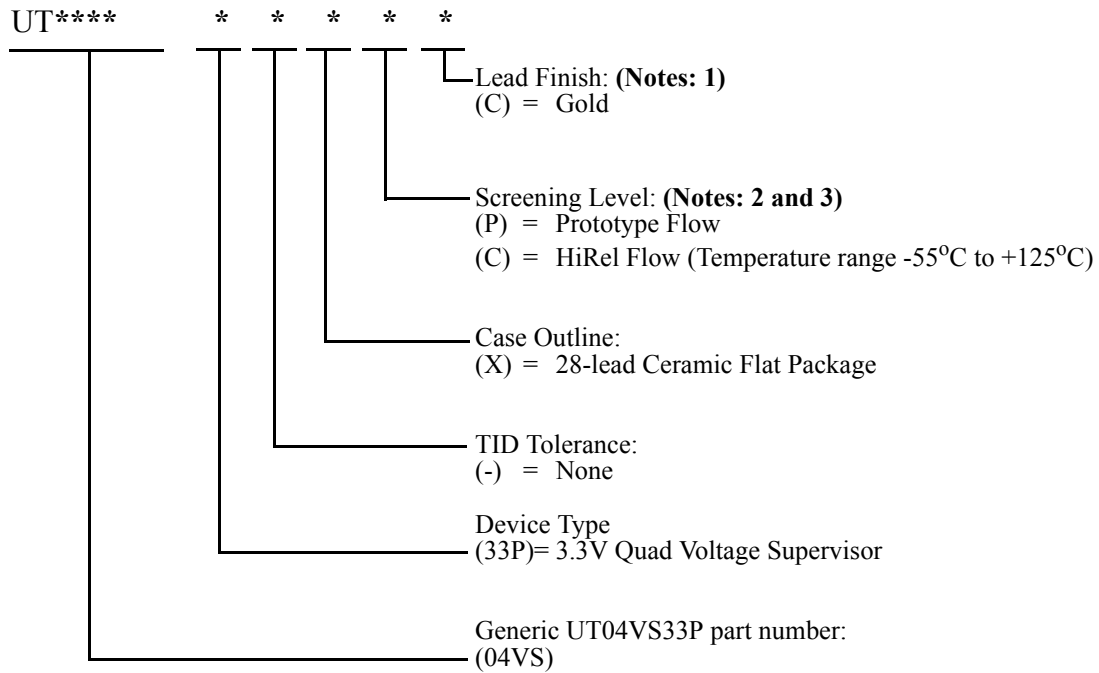 UT**** * * * * *
Lead Finish: (Notes: 1)
(C) = Gold
Screening Level: (Notes: 2 and 3)
(P) = Prototype Flow
(C) = HiRel Flow (Temperature range -55°C to +125°C)
Case Outline:
(X) = 28-lead Ceramic Flat Package
TID Tolerance:
(-) = None
Device Type
(33P)= 3.3V Quad Voltage Supervisor
Generic UT04VS33P part number:
(04VS)